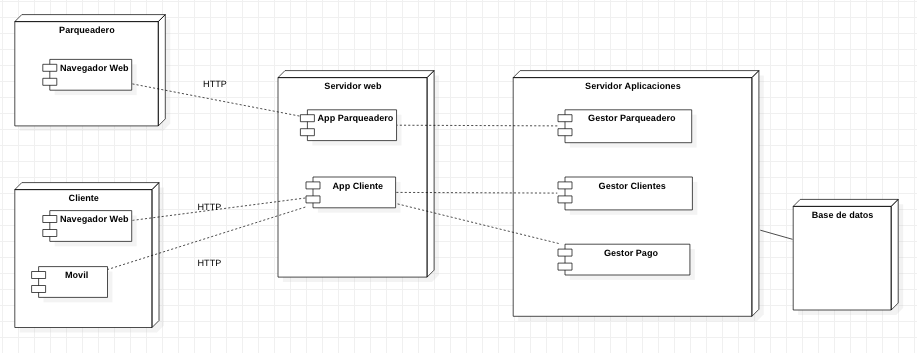 Parqueadero
Navegador Web
HTTP
Servidor web
App Parqueadero
App Cliente
Servidor Aplicaciones
Gestor Parqueadero
Gestor Clientes
Gestor Pago
Cliente
Navegador Web
HTTP
Movil
HTTP
Base de datos